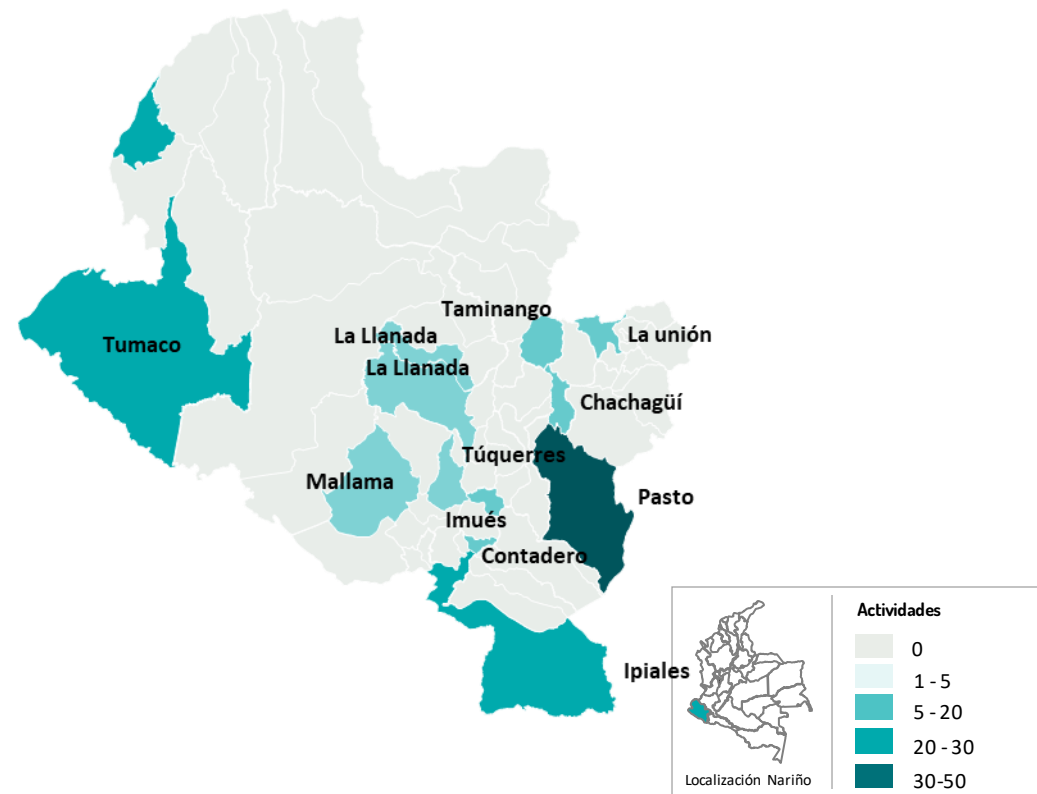 Taminango
La Llanada
La unión
Tumaco
La Llanada
Chachagüí
Túquerres
Mallama
Pasto
Imués
Contadero
Ipiales
Actividades
0
1 - 5
5 - 20
20 - 30
30-50
Localización Nariño